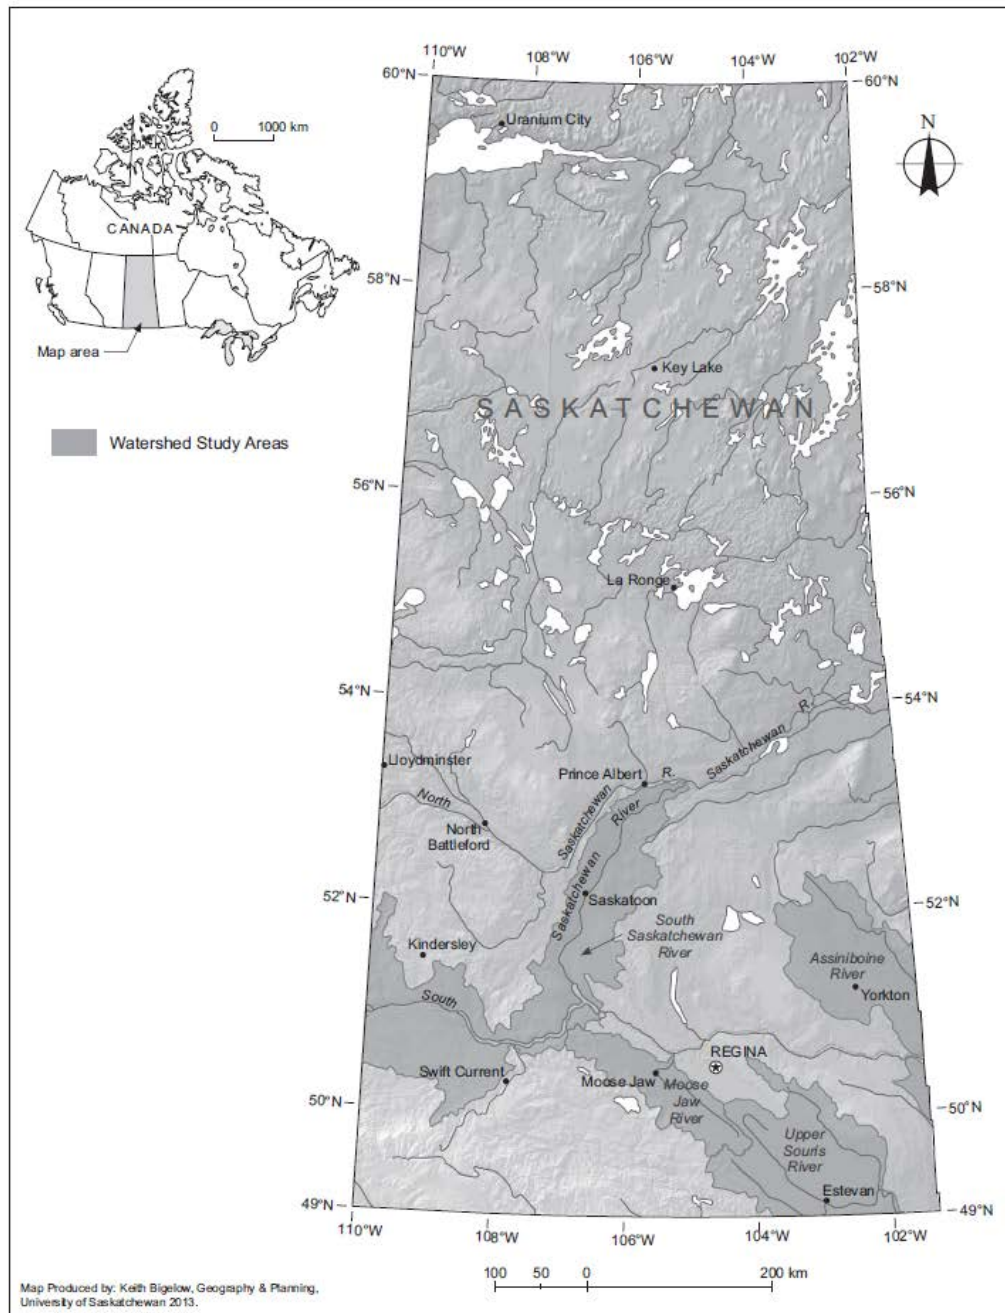 110°W
108°W
106°W
104°W
102°W
60°N
60°N
Uranium City
N
0 1000 km
CANADA
58°N
58°N
Map area
Key Lake
SASKATCHEWAN
Watershed Study Areas
56°N
56°N
La Ronge
54°N
54°N
Saskatchewan R.
Lloydminster
Prince Albert
R.
North
Saskatchewan
River
North
Battleford
Saskatchewan
Saskatoon
52°N
52°N
South
Saskatchewan
River
Kindersley
Assiniboine
River
Yorkton
South
REGINA
Swift Current
Moose Jaw
Moose
Jaw
River
50°N
50°N
Upper
Souris
River
Estevan
49°N
49°N
110°W
108°W
106°W
104°W
102°W
100 50 0 200 km
Map Produced by: Keith Bigelow, Geography & Planning,
University of Saskatchewan 2013.